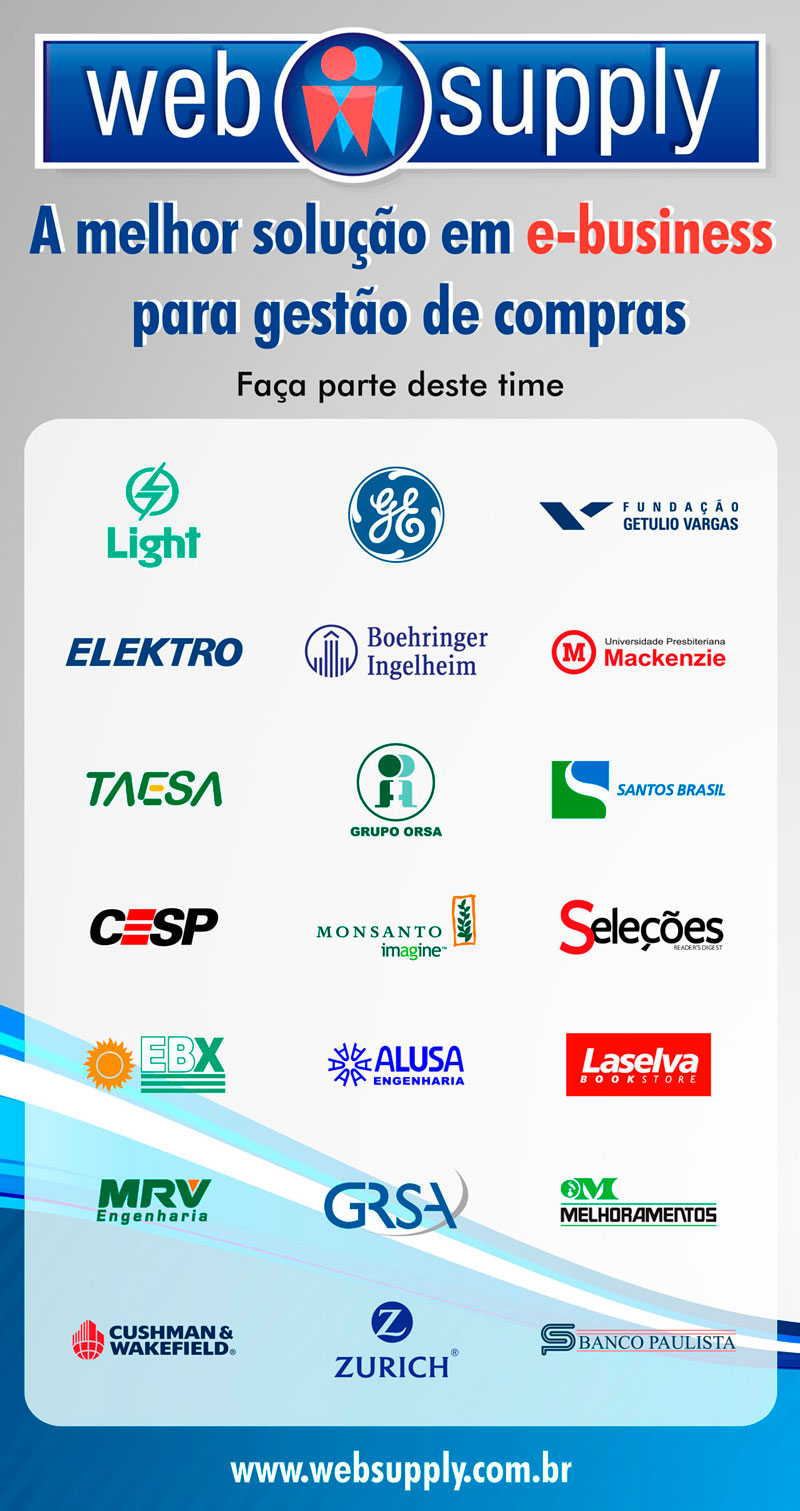 web supply
A melhor solução em e-business
para gestão de compras
Faça parte deste time
Light
GE
FUNDAÇÃO
GETULIO VARGAS
ELEKTRO
Boehringer
Ingelheim
M
Universidade Presbiteriana
Mackenzie
TAESA
GRUPO ORSA
SANTOS BRASIL
CESP
MONSANTO
imagine™
Seleções
READER'S DIGEST
EBX
ALUSA
ENGENHARIA
Laselva
BOOKSTORE
MRV
Engenharia
GRSA
M
MELHORAMENTOS
CUSHMAN &
WAKEFIELD®
Z
ZURICH®
BANCO PAULISTA
www.websupply.com.br